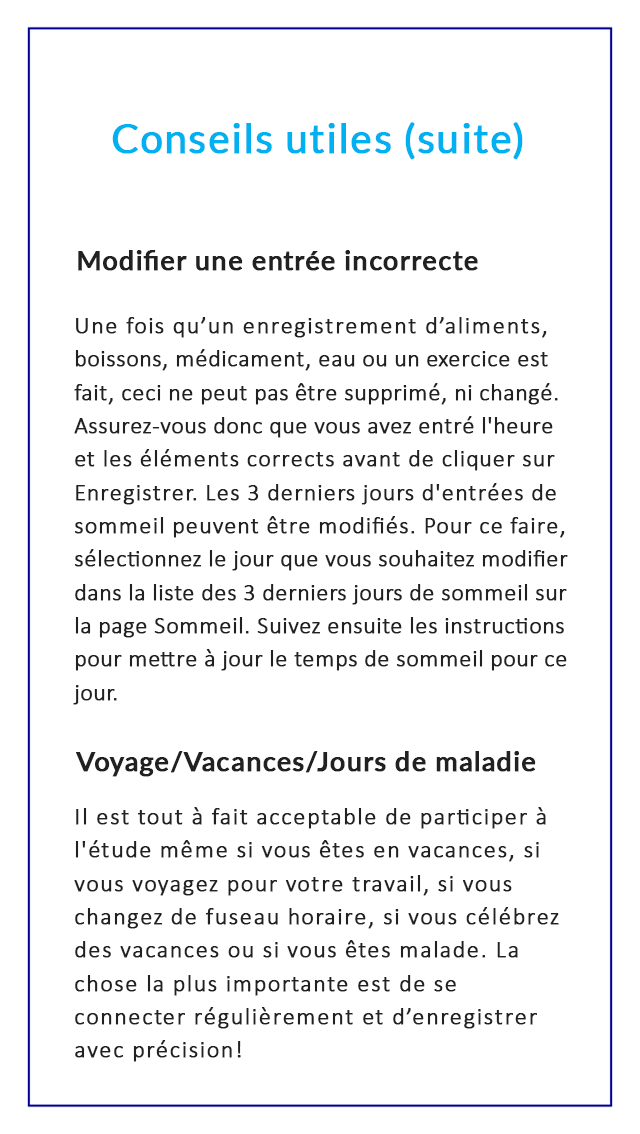 Conseils utiles (suite)
Modifier une entrée incorrecte
Une fois qu’un enregistrement d’aliments,
boissons, médicament, eau ou un exercice est
fait, ceci ne peut pas être supprimé, ni changé.
Assurez-vous donc que vous avez entré l'heure
et les éléments corrects avant de cliquer sur
Enregistrer. Les 3 derniers jours d'entrées de
sommeil peuvent être modifiés. Pour ce faire,
sélectionnez le jour que vous souhaitez modifier
dans la liste des 3 derniers jours de sommeil sur
la page Sommeil. Suivez ensuite les instructions
pour mettre à jour le temps de sommeil pour ce
jour.
Voyage/Vacances/Jours de maladie
Il est tout à fait acceptable de participer à
l'étude même si vous êtes en vacances, si
vous voyagez pour votre travail, si vous
changez de fuseau horaire, si vous célébrez
des vacances ou si vous êtes malade. La
chose la plus importante est de se
connecter régulièrement et d’enregistrer
avec précision!